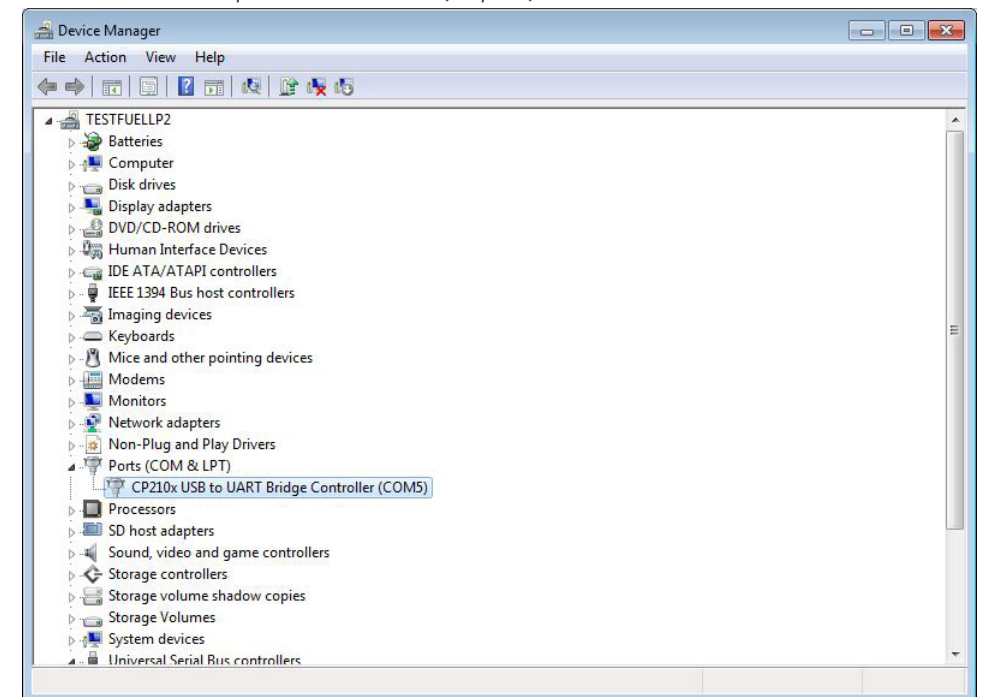 Device Manager
File Action View Help
TESTFUELLP2
Batteries
Computer
Disk drives
Display adapters
DVD/CD-ROM drives
Human Interface Devices
IDE ATA/ATAPI controllers
IEEE 1394 Bus host controllers
Imaging devices
Keyboards
Mice and other pointing devices
Modems
Monitors
Network adapters
Non-Plug and Play Drivers
Ports (COM & LPT)
CP210x USB to UART Bridge Controller (COM5)
Processors
SD host adapters
Sound, video and game controllers
Storage controllers
Storage volume shadow copies
Storage Volumes
System devices
Universal Serial Bus controllers